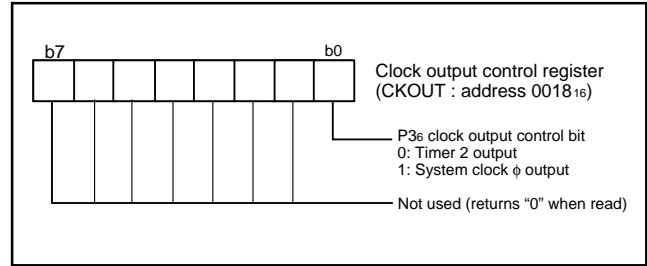 b7 b0
Clock output control register
(CKOUT : address 0018₁₆)
P3₆ clock output control bit
0: Timer 2 output
1: System clock ϕ output
Not used (returns “0” when read)